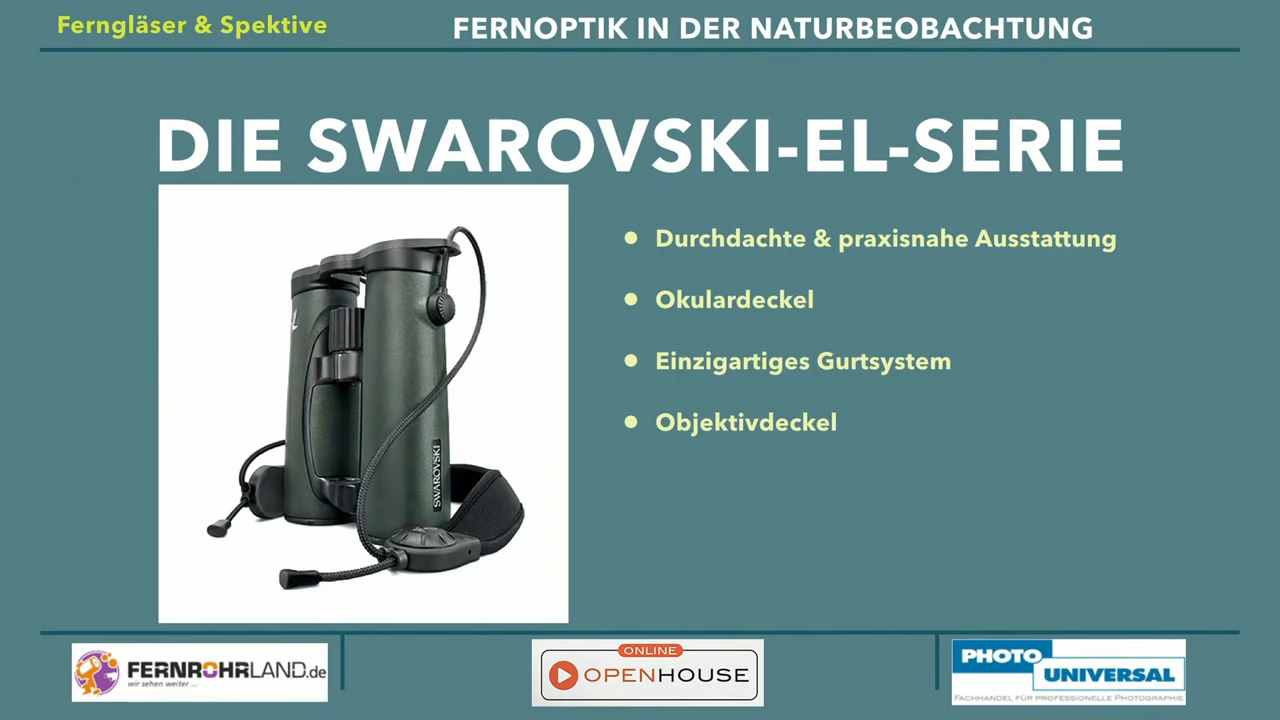 Ferngläser & Spektive
FERNOPTIK IN DER NATURBEOBACHTUNG
DIE SWAROVSKI-EL-SERIE
Durchdachte & praxisnahe Ausstattung
Okulardeckel
Einzigartiges Gurtsystem
Objektivdeckel
SWAROVSKI
FERNROHRLAND.de
wir sehen weiter ...
ONLINE
OPENHOUSE
PHOTO
UNIVERSAL
FACHHANDEL FÜR PROFESSIONELLE PHOTOGRAPHIE